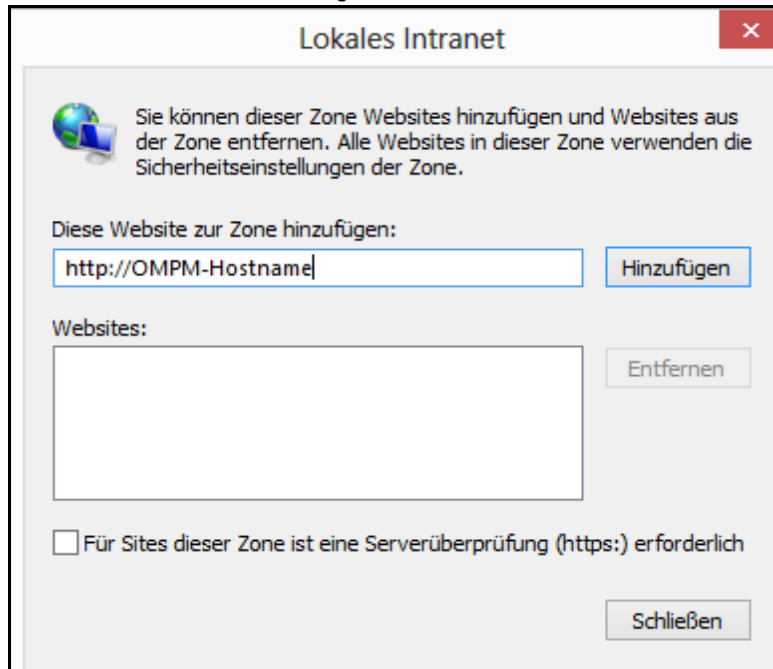 Lokales Intranet
Sie können dieser Zone Websites hinzufügen und Websites aus
der Zone entfernen. Alle Websites in dieser Zone verwenden die
Sicherheitseinstellungen der Zone.
Diese Website zur Zone hinzufügen:
http://OMPM-Hostname
Hinzufügen
Websites:
Entfernen
Für Sites dieser Zone ist eine Serverüberprüfung (https:) erforderlich
Schließen